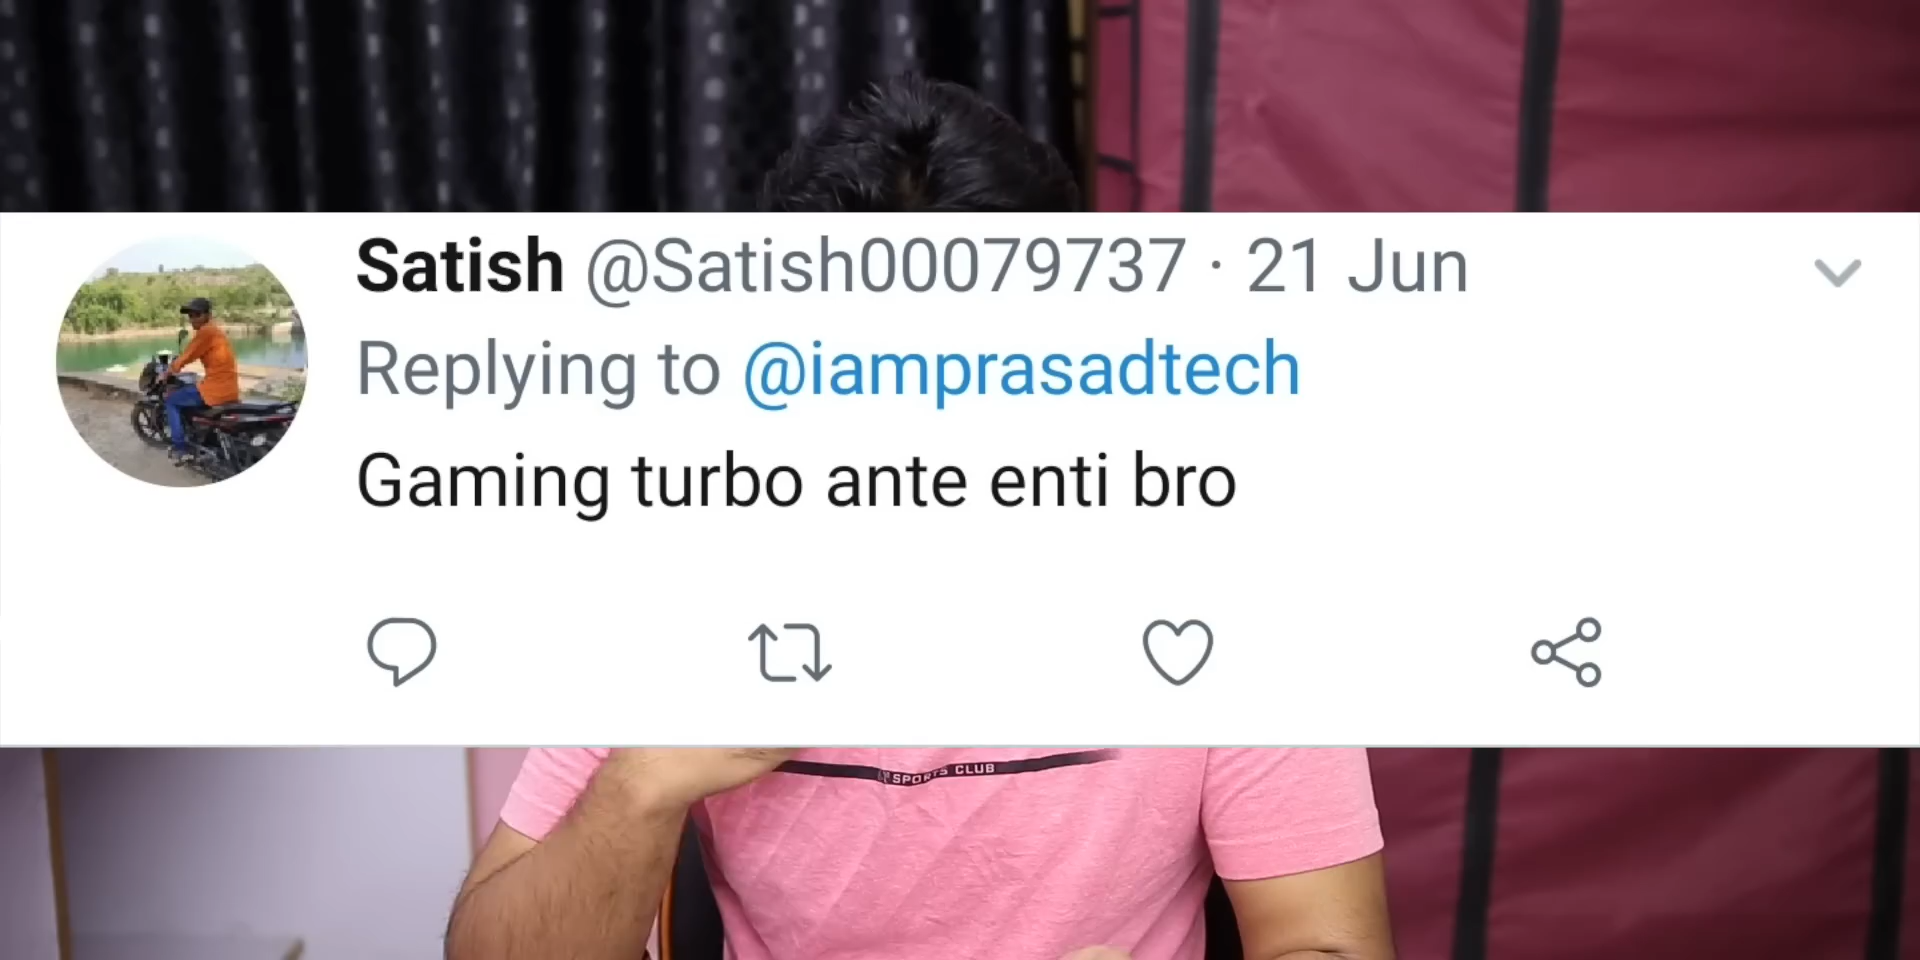 Satish @Satish00079737 · 21 Jun
Replying to @iamprasadtech
Gaming turbo ante enti bro
SPORTS CLUB